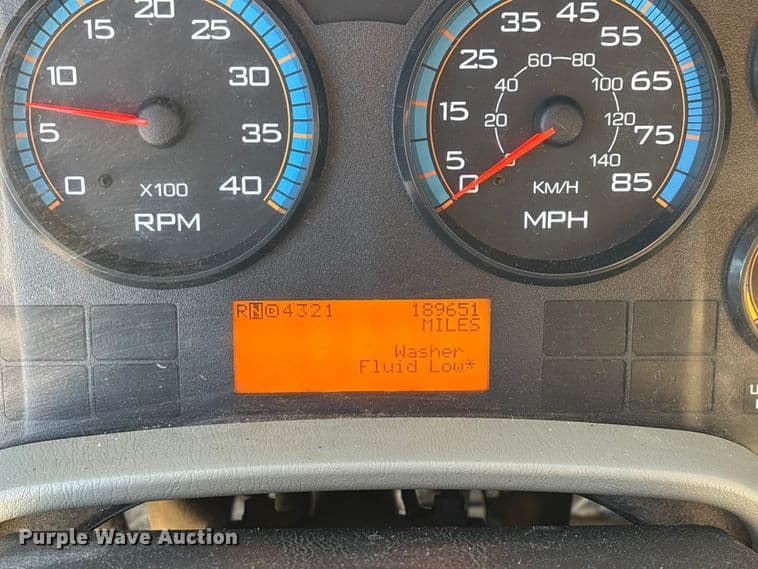 0 5 10 15 20 25 30 35 40
X100
RPM
0 5 15 25 35 45 55 65 75 85
0 20 40 60 80 100 120 140
KM/H
MPH
RNⒹ4321 189651
MILES
Washer
Fluid Low*
U
Purple Wave Auction®